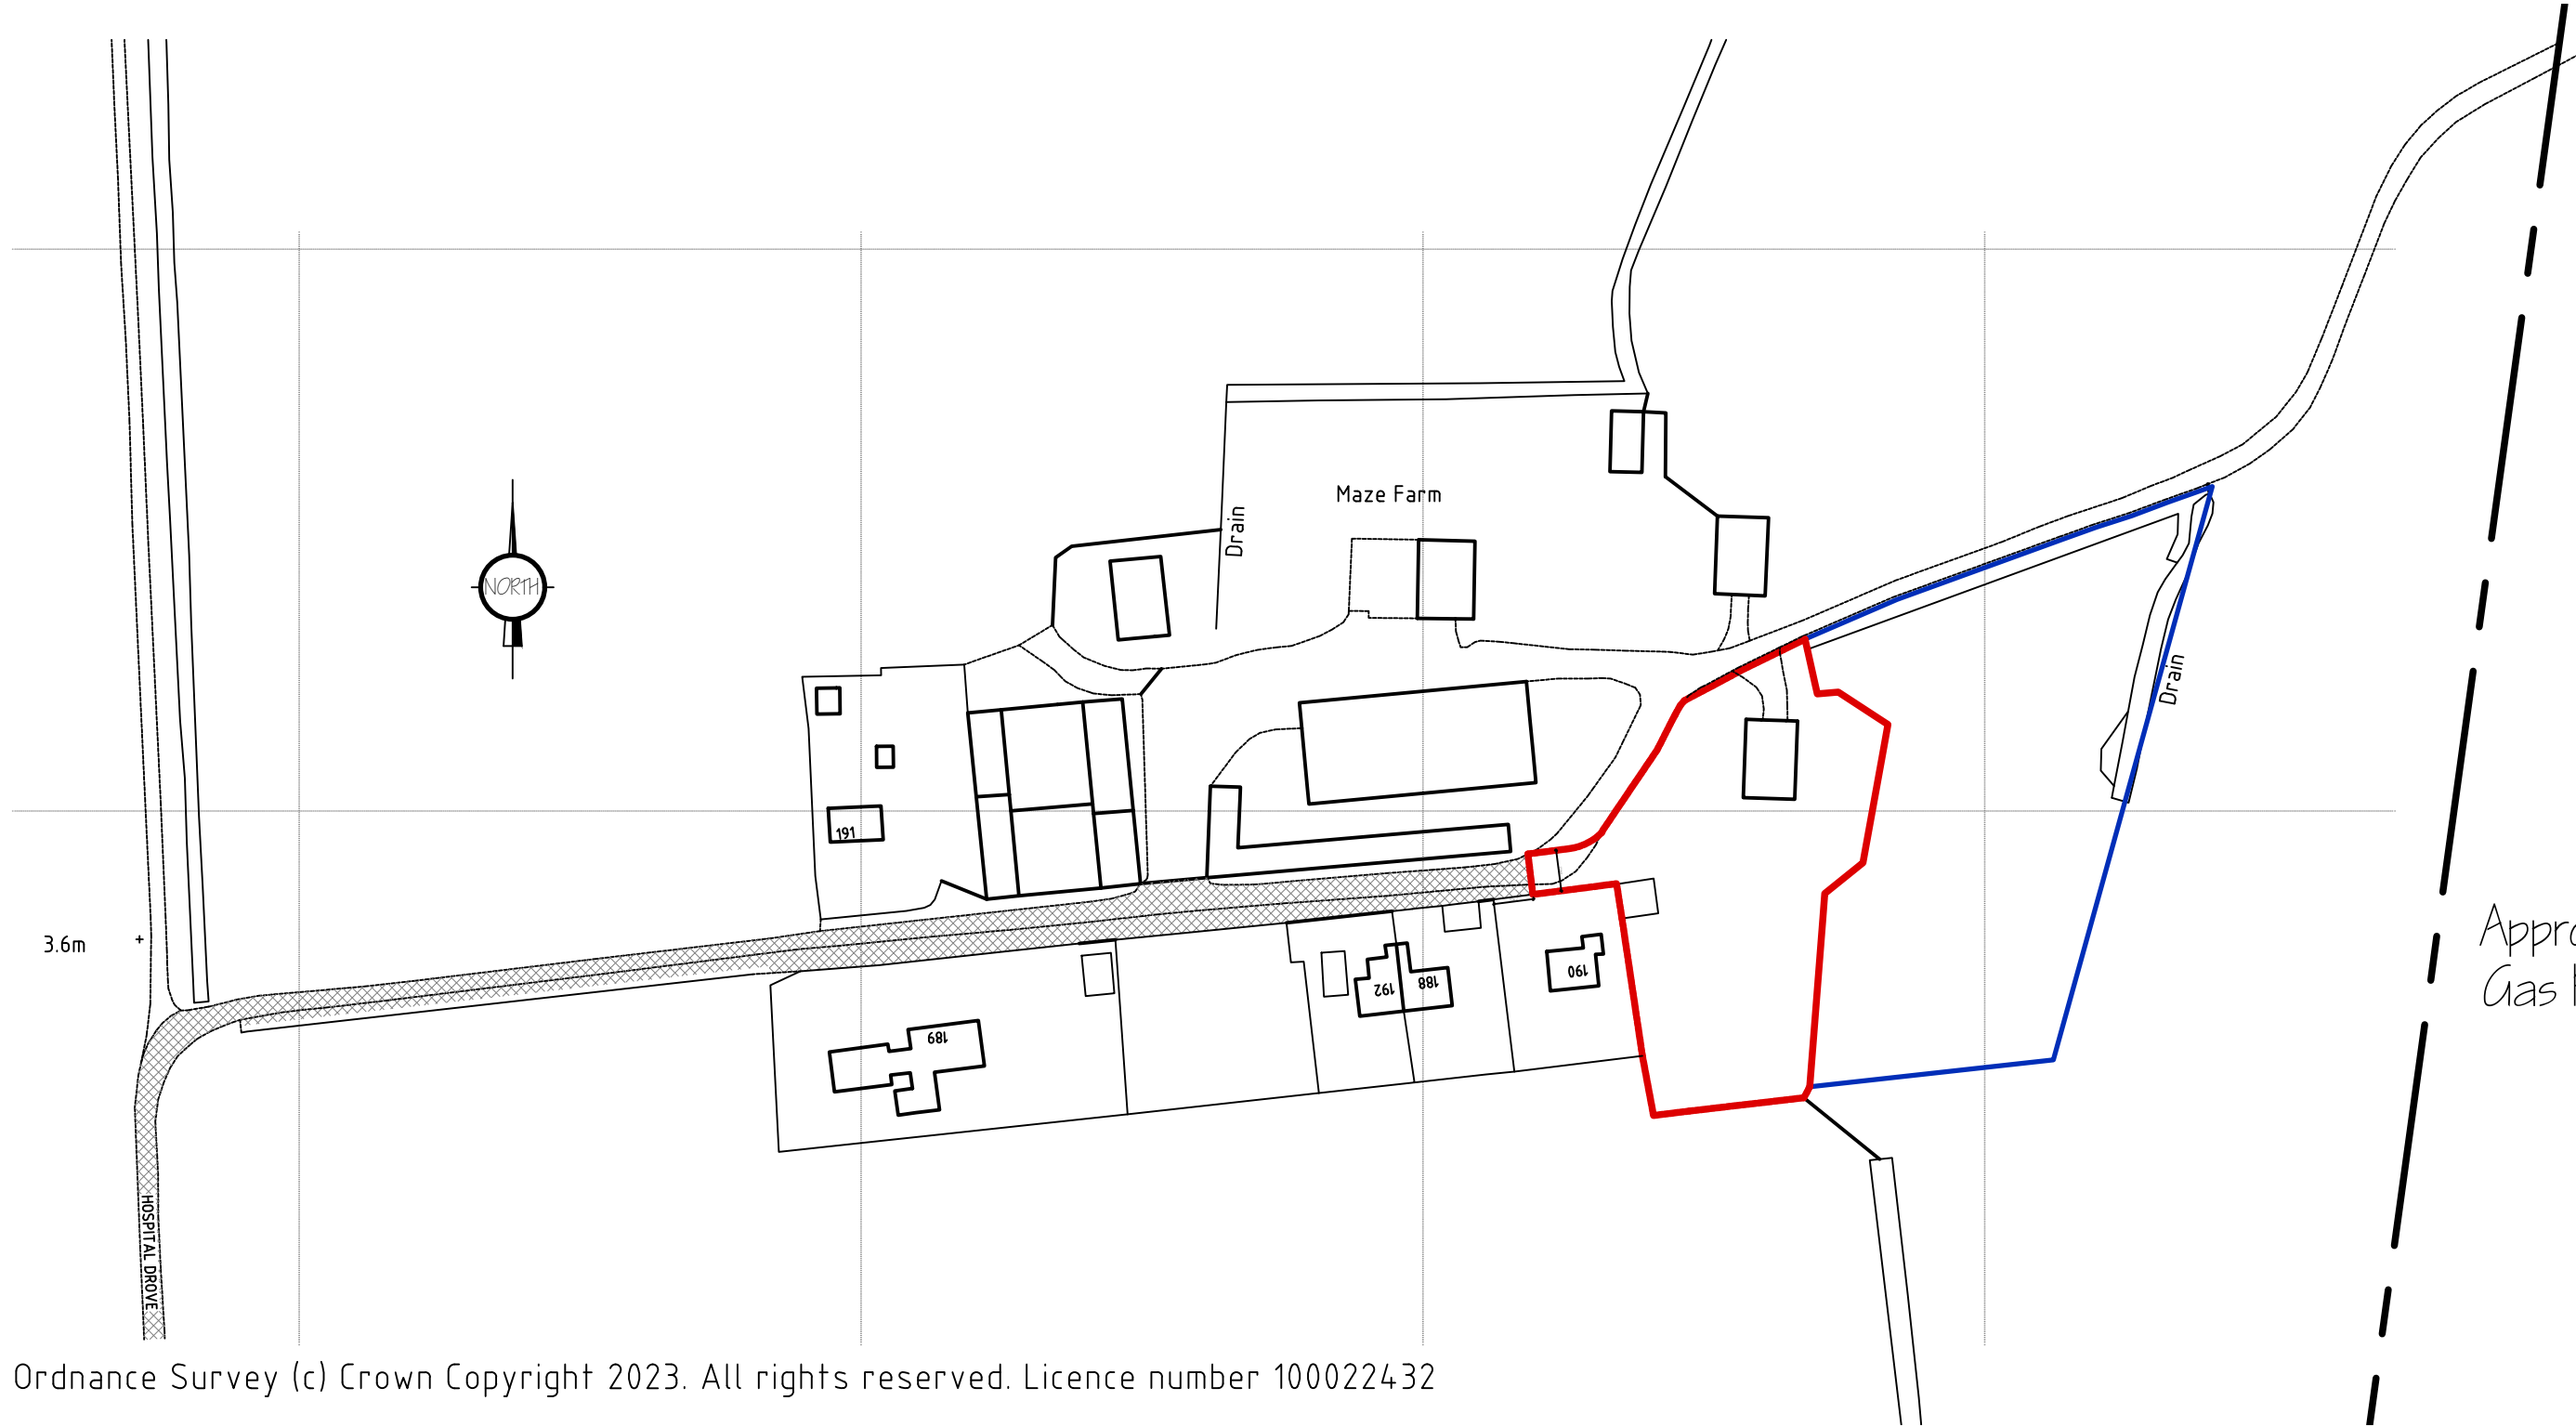 Maze Farm
Drain
NORTH
Drain
191
3.6m
Gas
190
192
188
189
HOSPITAL DROVE
Ordnance Survey (c) Crown Copyright 2023. All rights reserved. Licence number 100022432